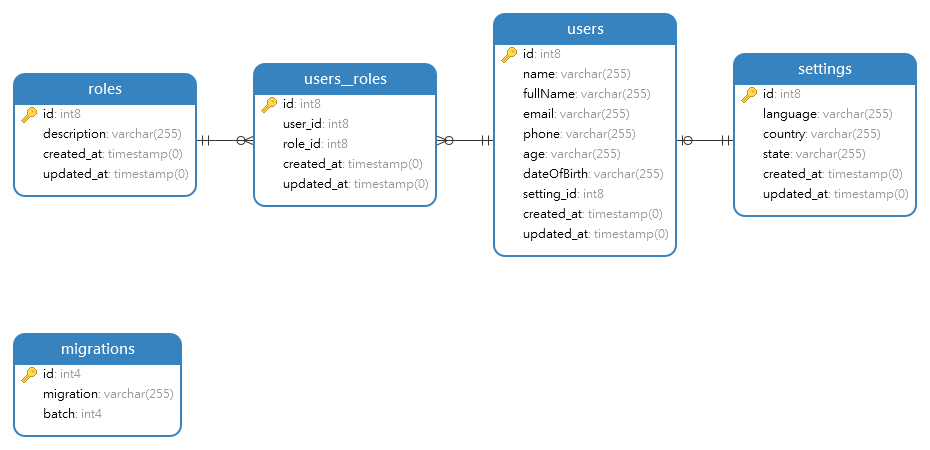 roles
id: int8
description: varchar(255)
created_at: timestamp(0)
updated_at: timestamp(0)
users__roles
id: int8
user_id: int8
role_id: int8
created_at: timestamp(0)
updated_at: timestamp(0)
users
id: int8
name: varchar(255)
fullName: varchar(255)
email: varchar(255)
phone: varchar(255)
age: varchar(255)
dateOfBirth: varchar(255)
setting_id: int8
created_at: timestamp(0)
updated_at: timestamp(0)
settings
id: int8
language: varchar(255)
country: varchar(255)
state: varchar(255)
created_at: timestamp(0)
updated_at: timestamp(0)
migrations
id: int4
migration: varchar(255)
batch: int4